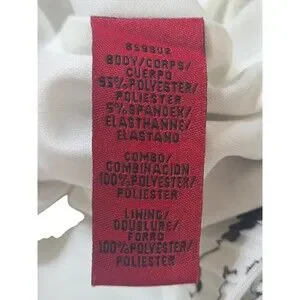 BODY/CORPS/
CUERPO
95% POLYESTER/
POLIESTER
5% SPANDEX/
ELASTHANNE/
ELASTANO
COMBO/
COMBINACION
100% POLYESTER/
POLIESTER
LINING/
DOUBLURE/
FORRO
100% POLYESTER/
POLIESTER